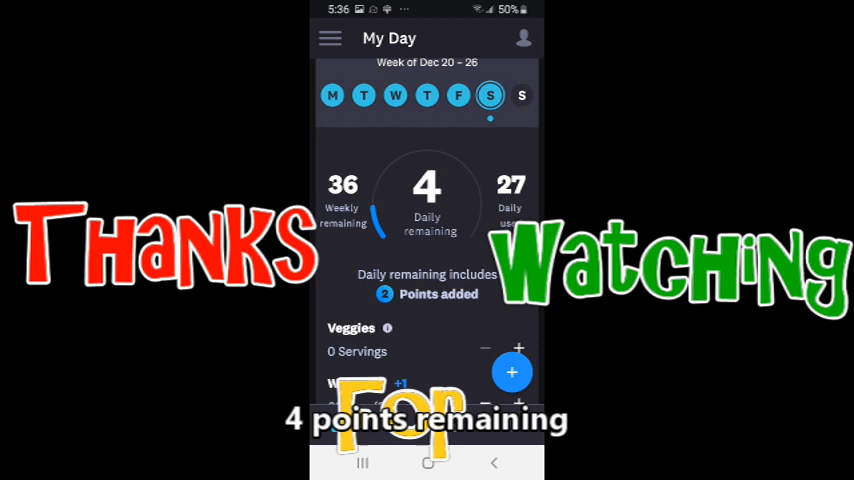 5:36
50%
My Day
Week of Dec 20 - 26
M T W T F S S
36 Weekly remaining
4 Daily remaining
27 Daily
Daily remaining includes
2 Points added
Veggies
0 Servings
+1
Thanks
For
Watching
4 points remaining